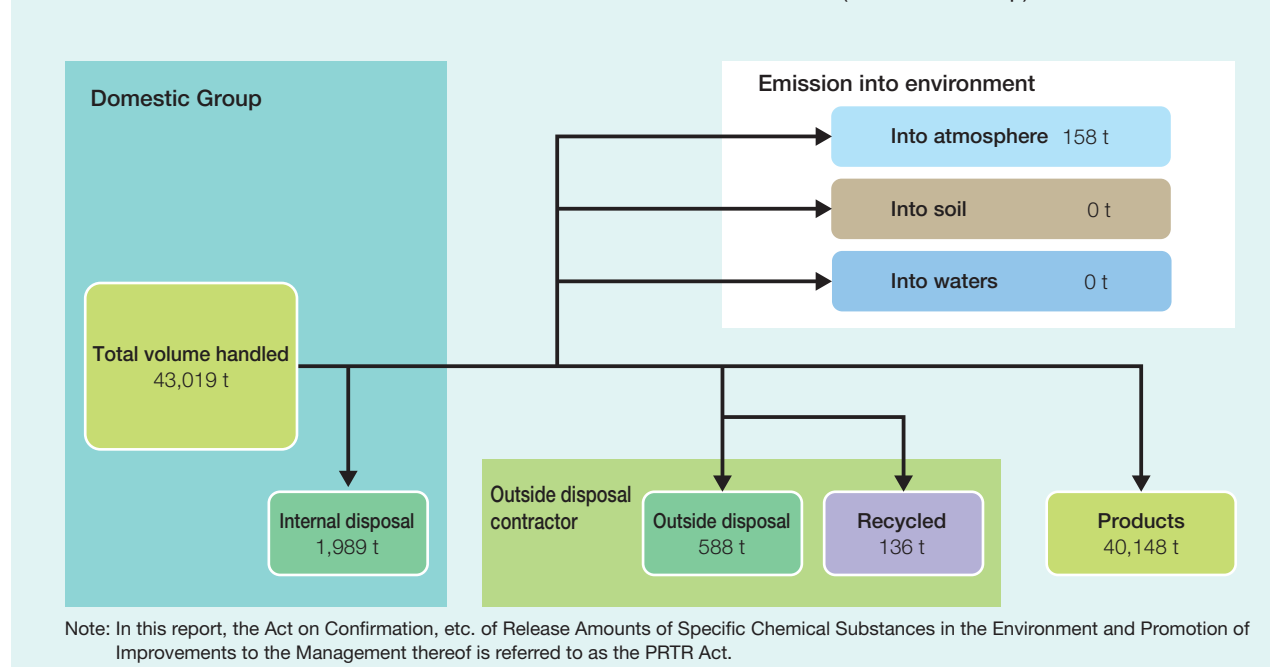 Domestic Group
Emission into environment
Into atmosphere 158 t
Into soil 0 t
Into waters 0 t
Total volume handled
43,019 t
Internal disposal
1,989 t
Outside disposal
contractor
Outside disposal
588 t
Recycled
136 t
Products
40,148 t
Note: In this report, the Act on Confirmation, etc. of Release Amounts of Specific Chemical Substances in the Environment and Promotion of
Improvements to the Management thereof is referred to as the PRTR Act.